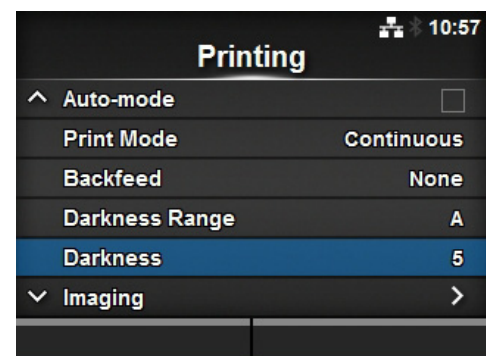 10:57
Printing
Auto-mode
Print Mode Continuous
Backfeed None
Darkness Range A
Darkness 5
Imaging